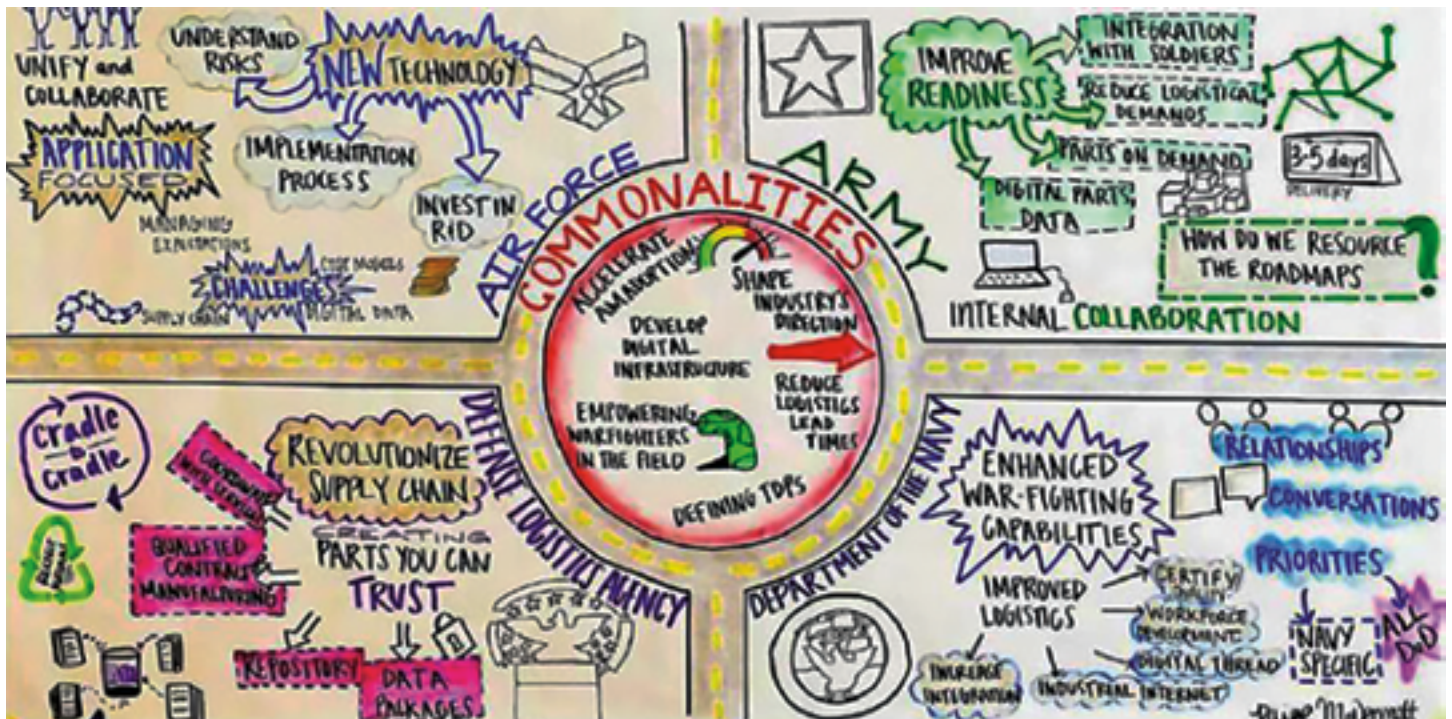 UNIFY and
COLLABORATE
APPLICATION
FOCUSED
UNDERSTAND
RISKS
NEW TECHNOLOGY
IMPLEMENTATION
PROCESS
INVEST IN
R&D
MANAGING
EXPECTATIONS
CHALLENGES
SUPPLY CHAIN
DIGITAL DATA
AIR FORCE
ARMY
IMPROVE
READINESS
INTEGRATION
WITH SOLDIERS
REDUCE LOGISTICAL
DEMANDS
PARTS ON DEMAND
DIGITAL PARTS
DATA
3-5 days
DELIVERY
HOW DO WE RESOURCE
THE ROADMAPS
?
INTERNAL COLLABORATION
COMMONALITIES
ACCELERATE
AM ADOPTION
SHAPE
INDUSTRY'S
DIRECTION
DEVELOP
DIGITAL
INFRASTRUCTURE
REDUCE
LOGISTICS
LEAD
TIMES
EMPOWERING
WARFIGHTERS
IN THE FIELD
DEFINING TDPS
DEFENSE LOGISTICS AGENCY
Cradle
to
Cradle
REVOLUTIONIZE
SUPPLY CHAIN
CREATING
PARTS YOU CAN
TRUST
QUALIFIED
CONTRACT
MANUFACTURING
REPOSITORY
DATA
PACKAGES
DEPARTMENT OF THE NAVY
ENHANCED
WAR-FIGHTING
CAPABILITIES
IMPROVED
LOGISTICS
CERTIFY
QUALITY
WORKFORCE
DEVELOPMENT
DIGITAL THREAD
INDUSTRIAL INTERNET
INCREASE
INTEGRATION
RELATIONSHIPS
CONVERSATIONS
PRIORITIES
NAVY
SPECIFIC
ALL
DoD